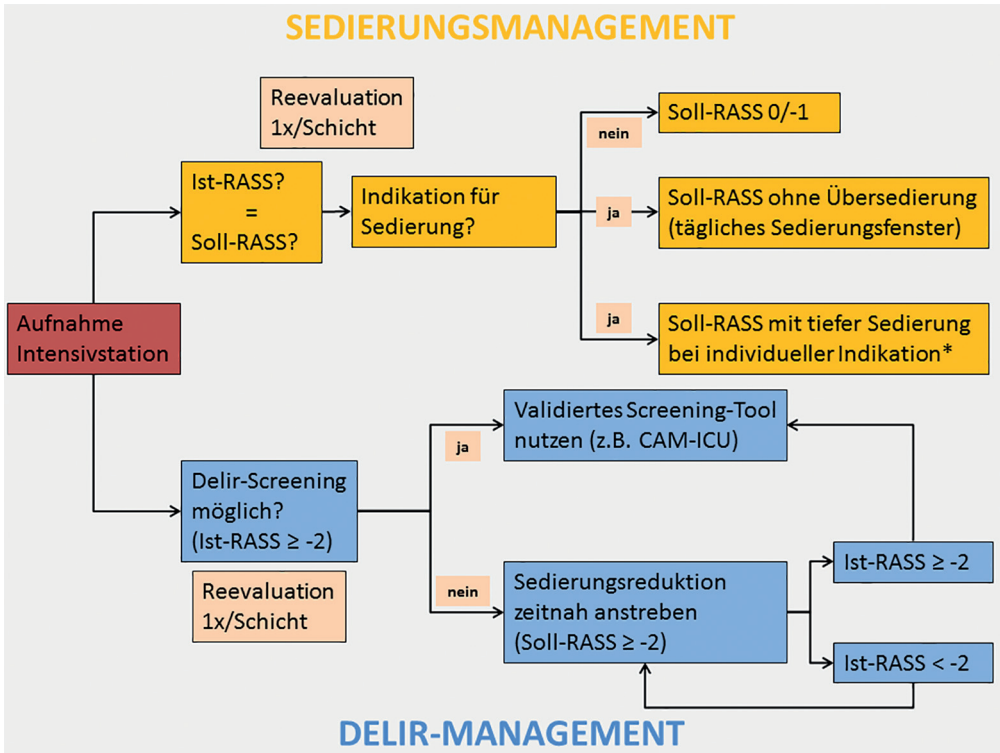 SEDIERUNGSMANAGEMENT
Reevaluation
1x/Schicht
Ist-RASS?
=
Soll-RASS?
Indikation für
Sedierung?
nein
Soll-RASS 0/-1
ja
Soll-RASS ohne Übersedierung
(tägliches Sedierungsfenster)
ja
Soll-RASS mit tiefer Sedierung
bei individueller Indikation*
Aufnahme
Intensivstation
Delir-Screening
möglich?
(Ist-RASS ≥ -2)
Reevaluation
1x/Schicht
ja
Validiertes Screening-Tool
nutzen (z.B. CAM-ICU)
nein
Sedierungsreduktion
zeitnah anstreben
(Soll-RASS ≥ -2)
Ist-RASS ≥ -2
Ist-RASS < -2
DELIR-MANAGEMENT